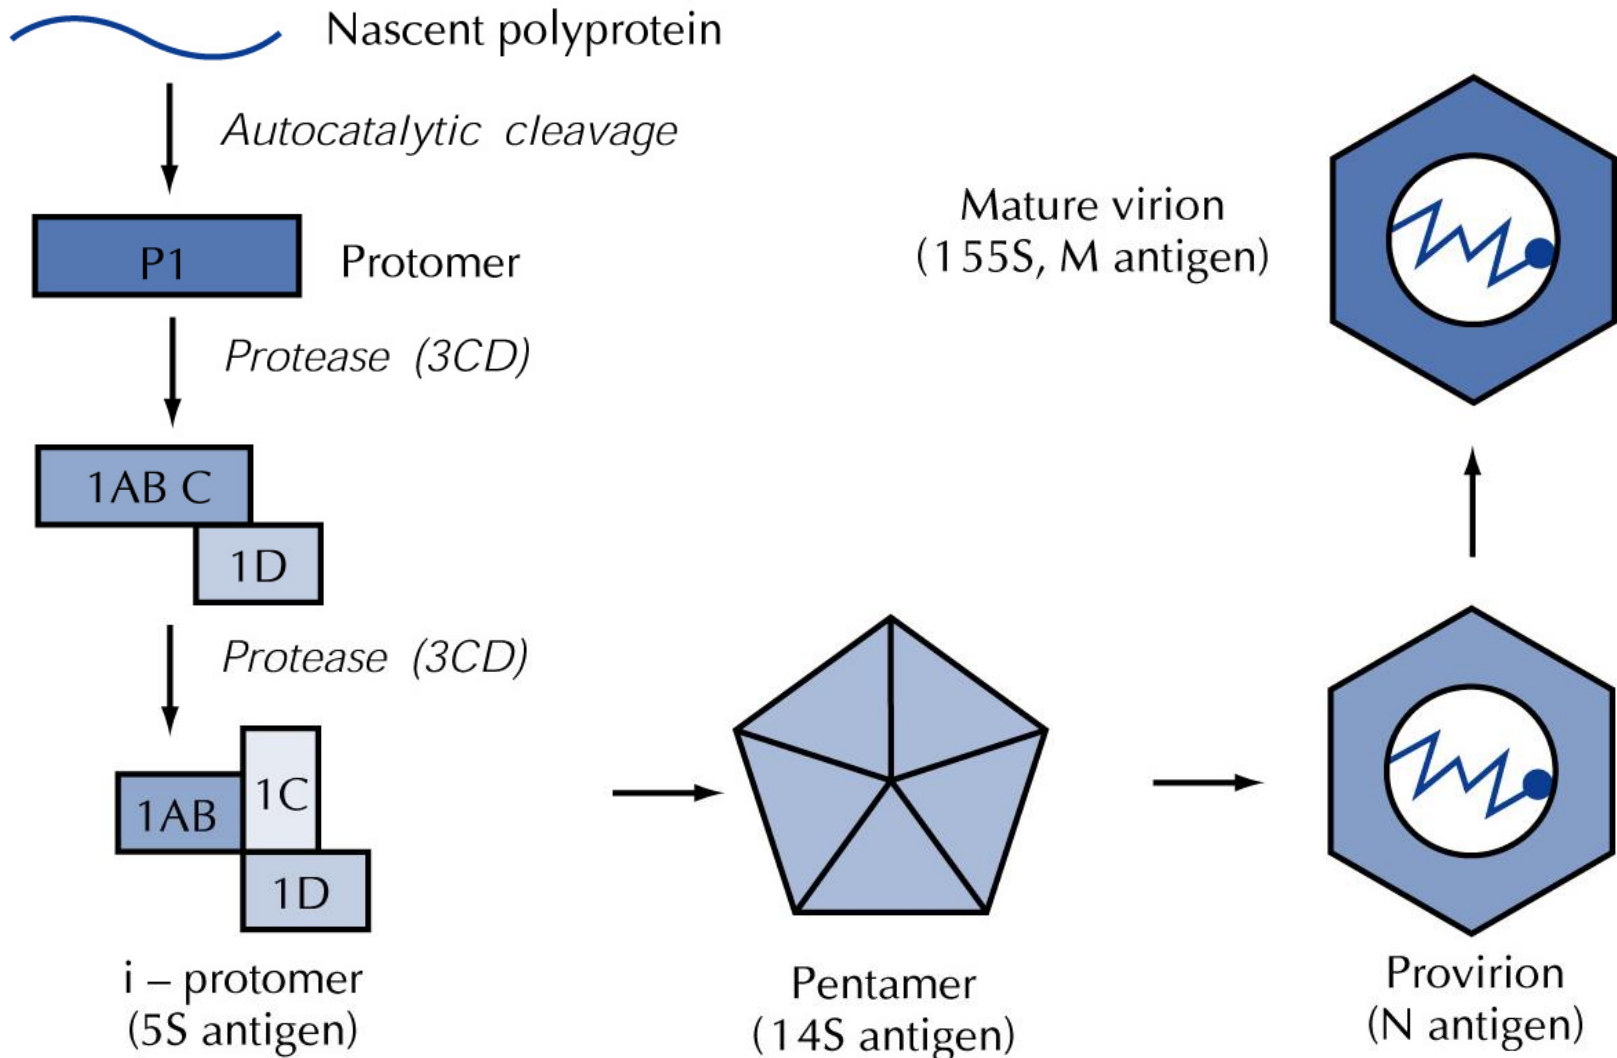 Nascent polyprotein
Autocatalytic cleavage
P1
Protomer
Protease (3CD)
1AB C
1D
Protease (3CD)
1AB
1C
1D
i – protomer
(5S antigen)
Pentamer
(14S antigen)
Provirion
(N antigen)
Mature virion
(155S, M antigen)